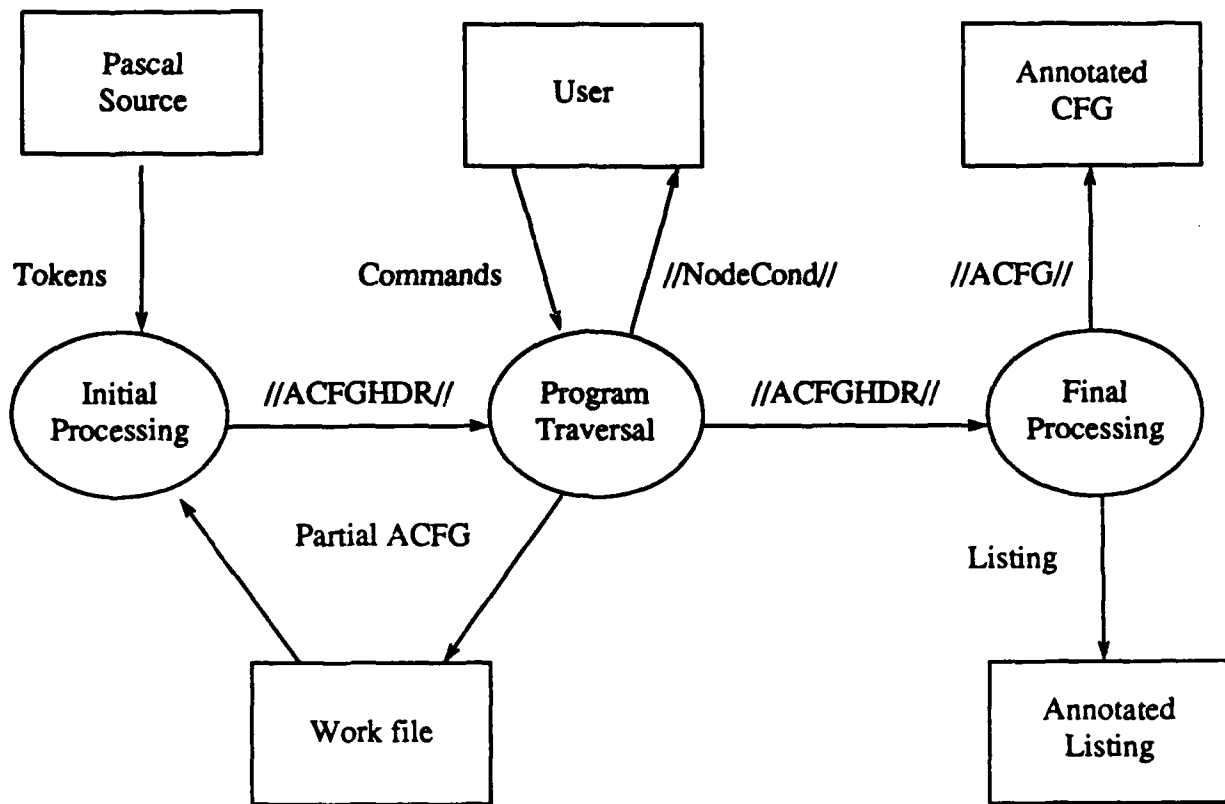 Pascal
Source
User
Annotated
CFG
Tokens
Commands
//NodeCond//
//ACFG//
Initial
Processing
//ACFGHDR//
Program
Traversal
//ACFGHDR//
Final
Processing
Partial ACFG
Listing
Work file
Annotated
Listing